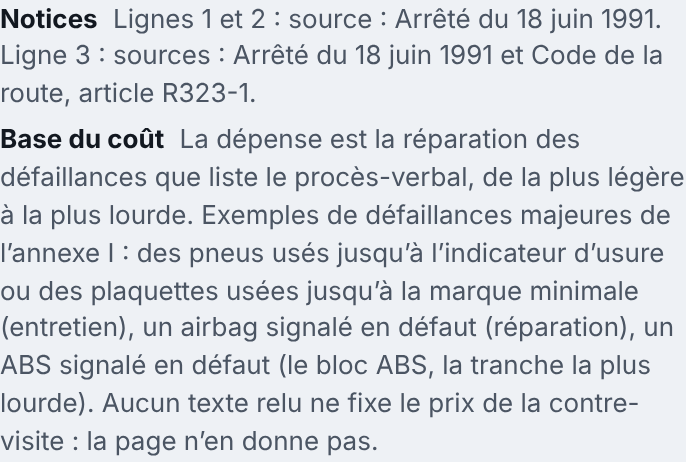 Notices Lignes 1 et 2 : source : Arrêté du 18 juin 1991.
Ligne 3 : sources : Arrêté du 18 juin 1991 et Code de la
route, article R323-1.
Base du coût La dépense est la réparation des
défaillances que liste le procès-verbal, de la plus légère
à la plus lourde. Exemples de défaillances majeures de
l’annexe I : des pneus usés jusqu’à l’indicateur d’usure
ou des plaquettes usées jusqu’à la marque minimale
(entretien), un airbag signalé en défaut (réparation), un
ABS signalé en défaut (le bloc ABS, la tranche la plus
lourde). Aucun texte relu ne fixe le prix de la contre-
visite : la page n’en donne pas.